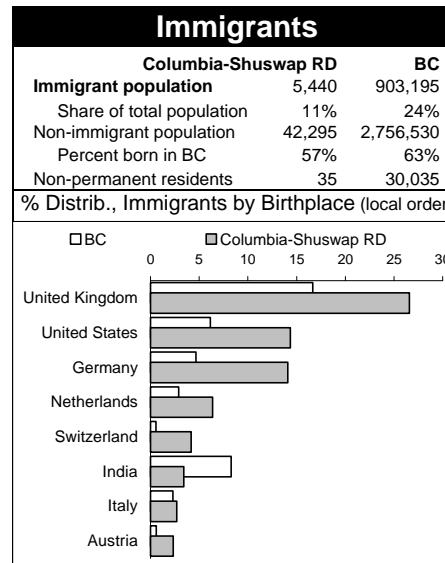 Immigrants
Columbia-Shuswap RD BC
Immigrant population 5,440 903,195
Share of total population 11% 24%
Non-immigrant population 42,295 2,756,530
Percent born in BC 57% 63%
Non-permanent residents 35 30,035
% Distrib., Immigrants by Birthplace (local order
BC Columbia-Shuswap RD
0 5 10 15 20 25 30
United Kingdom
United States
Germany
Netherlands
Switzerland
India
Italy
Austria